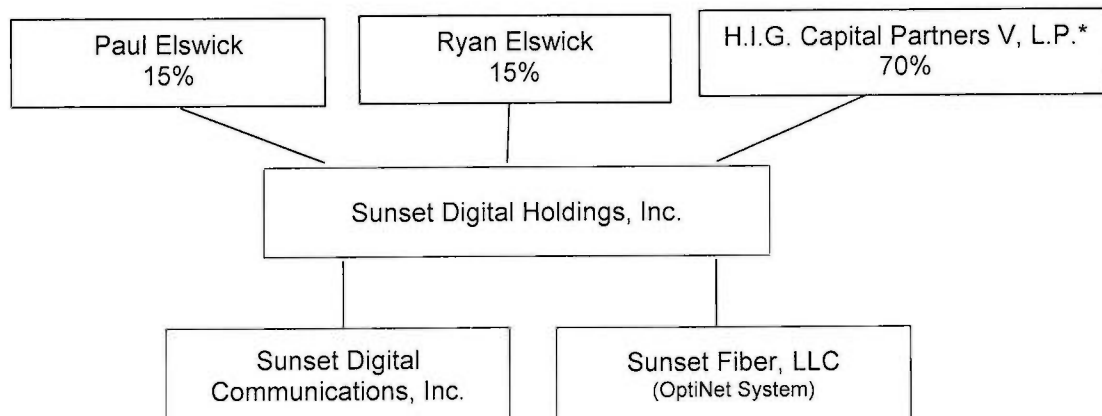 Paul Elswick
15%
Ryan Elswick
15%
H.I.G. Capital Partners V, L.P.*
70%
Sunset Digital Holdings, Inc.
Sunset Digital
Communications, Inc.
Sunset Fiber, LLC
(OptiNet System)